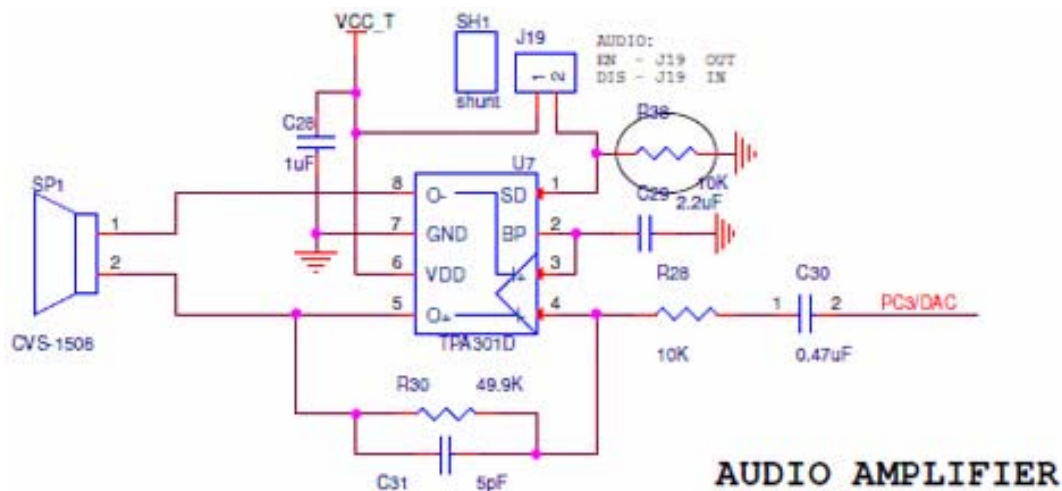 VCC_T
SH1
shunt
J19
1 2
AUDIO:
EN - J19 OUT
DIS - J19 IN
C28
1uF
R38
10K
U7
SP1
1
2
CVS-1508
8 O- SD 1
7 GND BP 2
6 VDD 3
5 O+ 4
TPA301D
C29
2.2uF
R28
10K
C30
1 2
0.47uF
PC3/DAC
R30 49.9K
C31 5pF
AUDIO AMPLIFIER